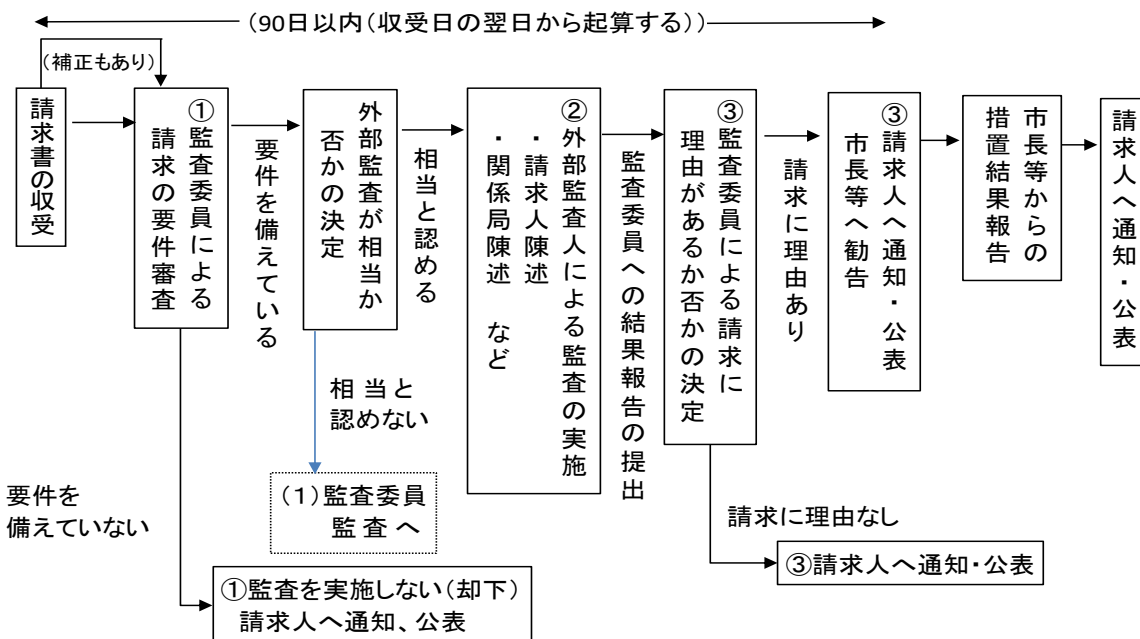 (90日以内(収受日の翌日から起算する))
(補正もあり)
請求書の収受
①監査委員による
請求の要件審査
要件を備えている
外部監査が相当か
否かの決定
相当と認める
②外部監査人による監査の実施
・請求人陳述
・関係局陳述 など
監査委員への結果報告の提出
③監査委員による請求に
理由があるか否かの決定
請求に理由あり
③請求人へ通知・公表
市長等へ勧告
市長等からの
措置結果報告
請求人へ通知・公表
相当と
認めない
(1)監査委員
監査へ
要件を
備えていない
①監査を実施しない(却下)
請求人へ通知、公表
請求に理由なし
③請求人へ通知・公表